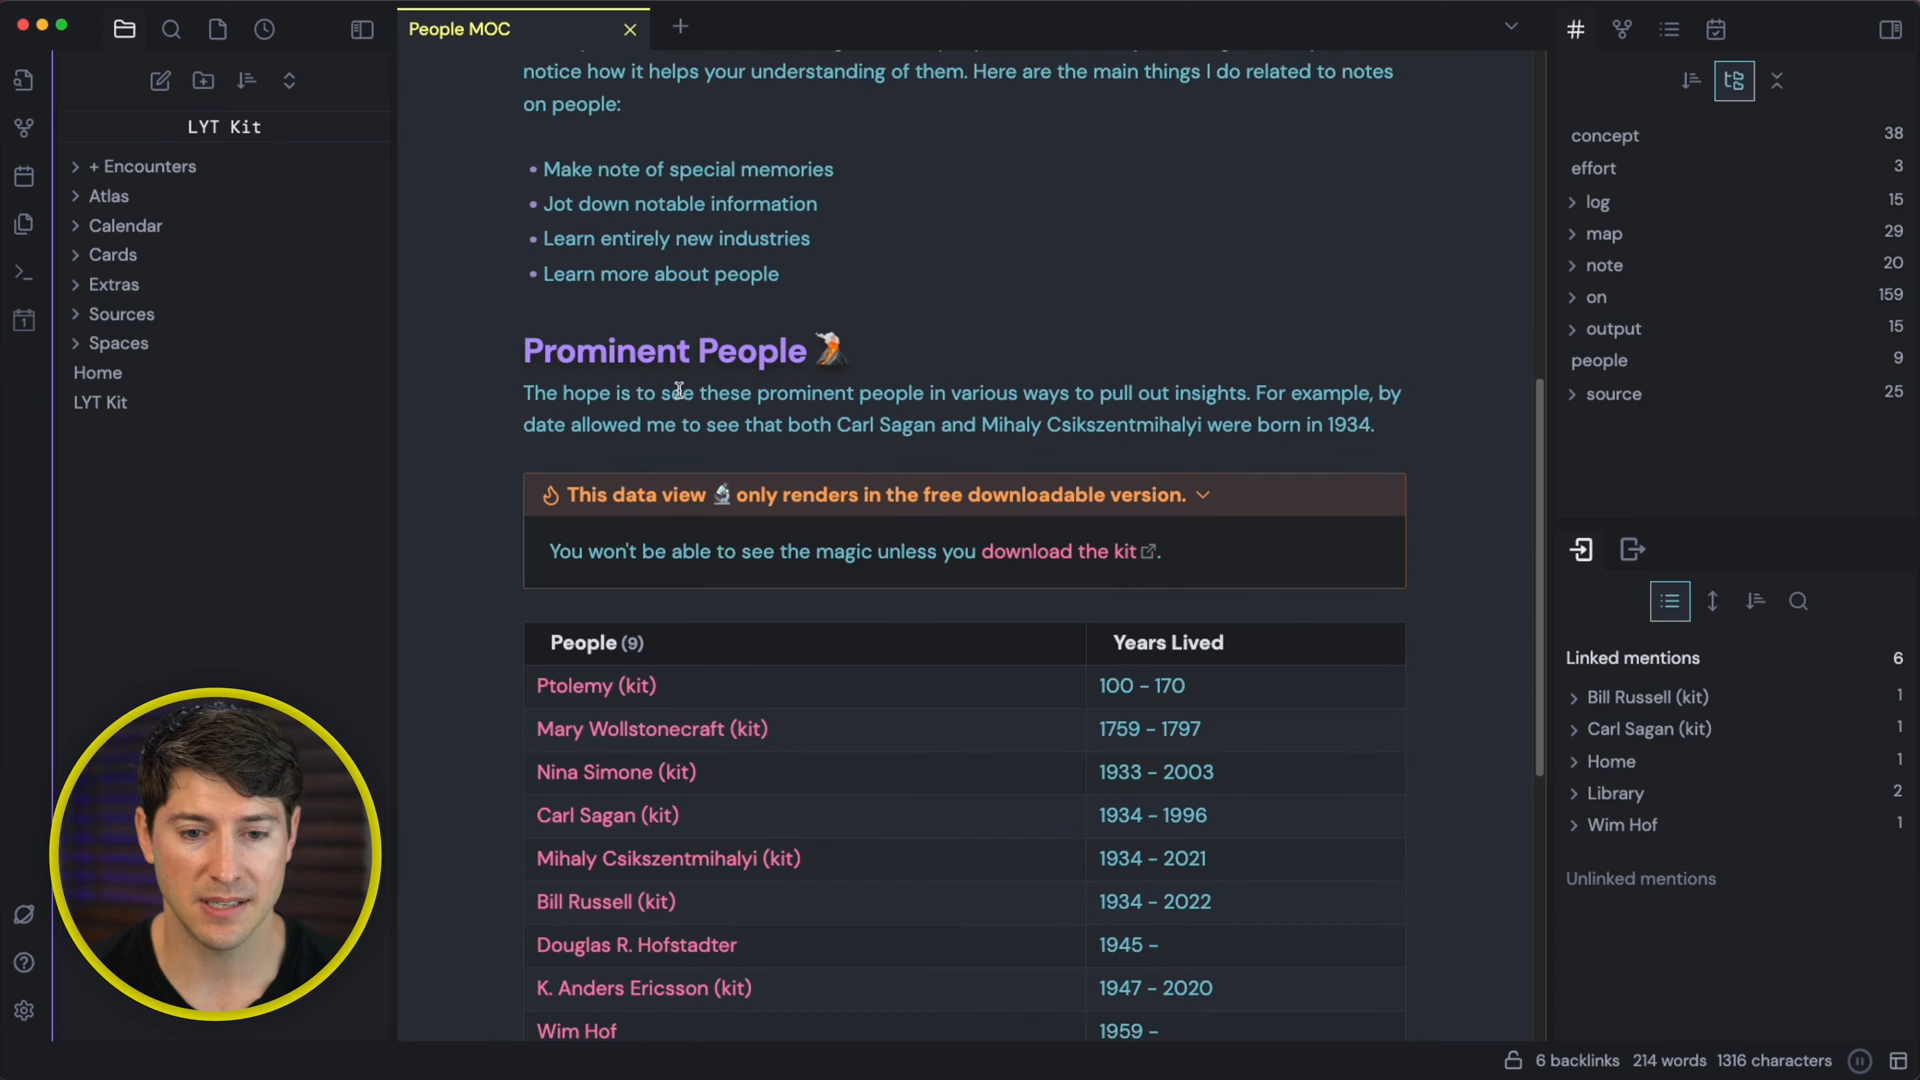 People MOC
LYT Kit
+ Encounters
Atlas
Calendar
Cards
Extras
Sources
Spaces
Home
LYT Kit
1
notice how it helps your understanding of them. Here are the main things I do related to notes
on people:
• Make note of special memories
• Jot down notable information
• Learn entirely new industries
• Learn more about people
Prominent People
The hope is to see these prominent people in various ways to pull out insights. For example, by
date allowed me to see that both Carl Sagan and Mihaly Csikszentmihalyi were born in 1934.
This data view only renders in the free downloadable version.
You won't be able to see the magic unless you download the kit.
People (9) Years Lived
Ptolemy (kit) 100 - 170
Mary Wollstonecraft (kit) 1759 - 1797
Nina Simone (kit) 1933 - 2003
Carl Sagan (kit) 1934 - 1996
Mihaly Csikszentmihalyi (kit) 1934 - 2021
Bill Russell (kit) 1934 - 2022
Douglas R. Hofstadter 1945 -
K. Anders Ericsson (kit) 1947 - 2020
Wim Hof 1959 -
concept 38
effort 3
log 15
map 29
note 20
on 159
output 15
people 9
source 25
Linked mentions 6
Bill Russell (kit) 1
Carl Sagan (kit) 1
Home 1
Library 2
Wim Hof 1
Unlinked mentions
6 backlinks 214 words 1316 characters